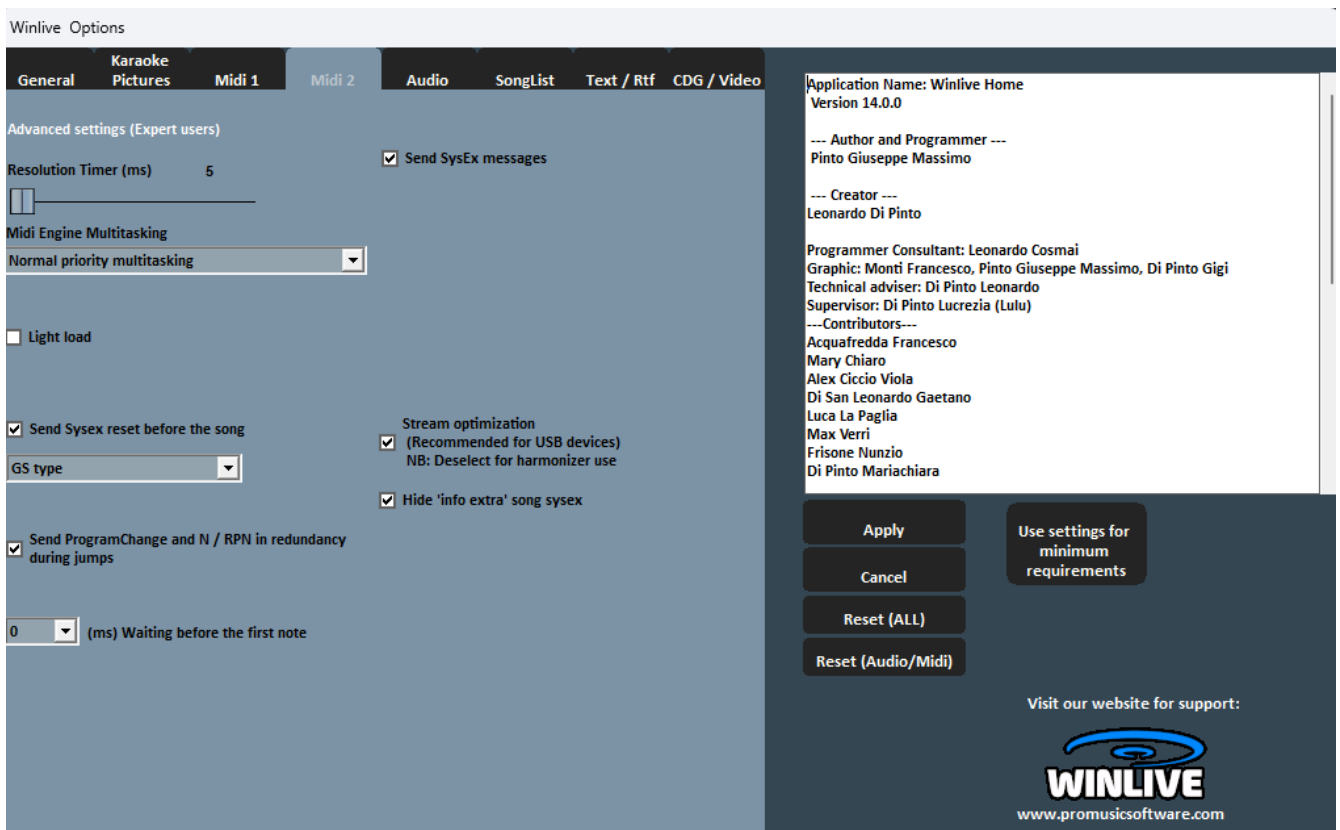 Winlive Options
General
Karaoke
Pictures
Midi 1
Midi 2
Audio
SongList
Text / Rtf
CDG / Video
Advanced settings (Expert users)
Resolution Timer (ms) 5
Midi Engine Multitasking
Normal priority multitasking
Light load
Send Sysex reset before the song
GS type
Send ProgramChange and N / RPN in redundancy
during jumps
0 (ms) Waiting before the first note
Send SysEx messages
Stream optimization
(Recommended for USB devices)
NB: Deselect for harmonizer use
Hide 'info extra' song sysex
Application Name: Winlive Home
Version 14.0.0
--- Author and Programmer ---
Pinto Giuseppe Massimo
--- Creator ---
Leonardo Di Pinto
Programmer Consultant: Leonardo Cosmai
Graphic: Monti Francesco, Pinto Giuseppe Massimo, Di Pinto Gigi
Technical adviser: Di Pinto Leonardo
Supervisor: Di Pinto Lucrezia (Lulu)
---Contributors---
Acquafredda Francesco
Mary Chiaro
Alex Ciccio Viola
Di San Leonardo Gaetano
Luca La Paglia
Max Verri
Frisone Nunzio
Di Pinto Mariachiara
Apply
Cancel
Reset (ALL)
Reset (Audio/Midi)
Use settings for
minimum
requirements
Visit our website for support:
WINLIVE
www.promusicsoftware.com